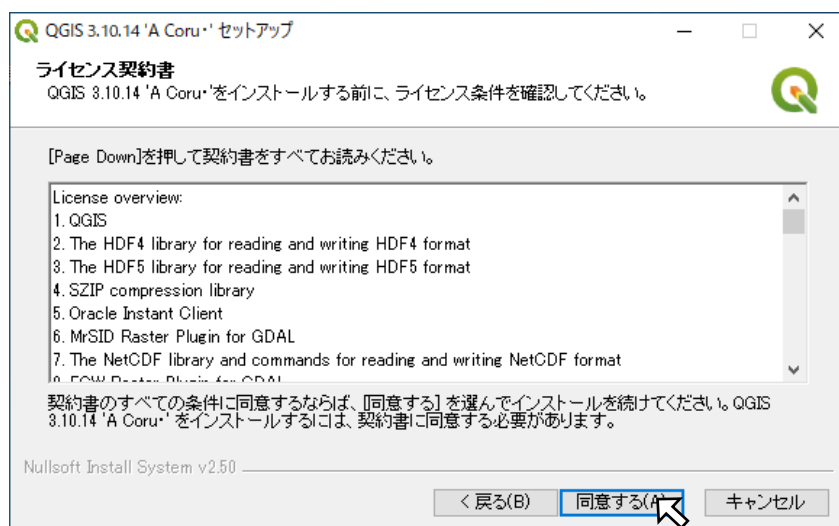 QGIS 3.10.14 'A Coru・' セットアップ
ライセンス契約書
QGIS 3.10.14 'A Coru・'をインストールする前に、ライセンス条件を確認してください。
[Page Down]を押して契約書をすべてお読みください。
License overview:
1. QGIS
2. The HDF4 library for reading and writing HDF4 format
3. The HDF5 library for reading and writing HDF5 format
4. SZIP compression library
5. Oracle Instant Client
6. MrSID Raster Plugin for GDAL
7. The NetCDF library and commands for reading and writing NetCDF format
契約書のすべての条件に同意するならば、[同意する] を選んでインストールを続けてください。QGIS
3.10.14 'A Coru・' をインストールするには、契約書に同意する必要があります。
Nullsoft Install System v2.50
< 戻る(B)
同意する(A)
キャンセル